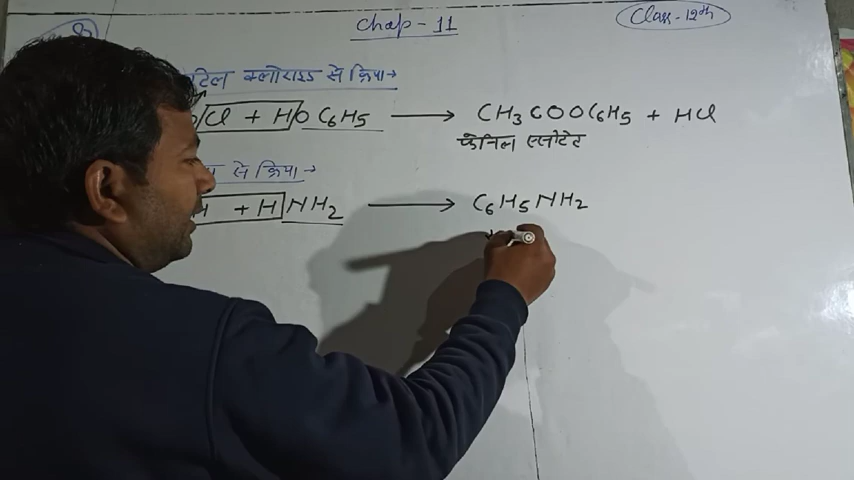 Chap - 11
Class - 12th
क्लोराइड से क्रिया→
Cl + HO C6H5 ⟶ CH3COOC6H5 + HCl
फेनिल एसीटेट
से क्रिया→
H + H NH2 ⟶ C6H5NH2